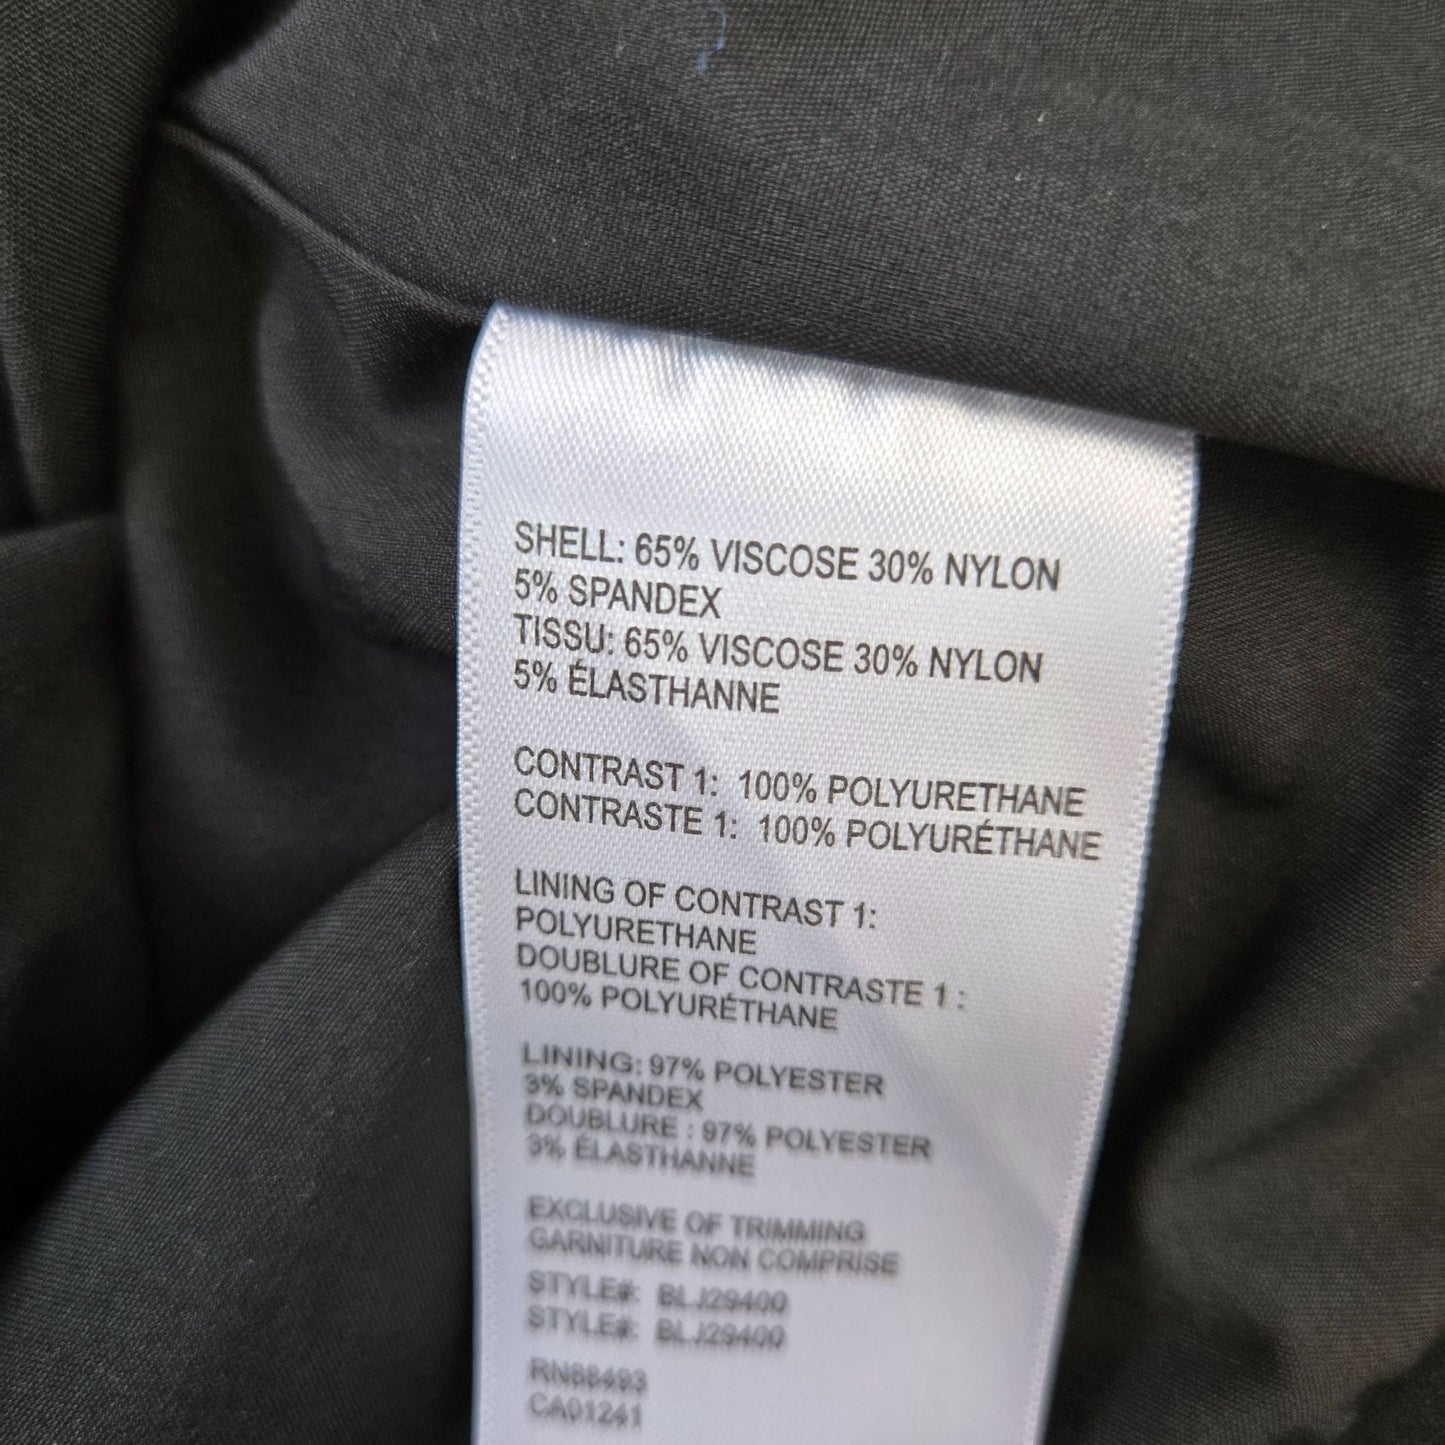 SHELL: 65% VISCOSE 30% NYLON
5% SPANDEX
TISSU: 65% VISCOSE 30% NYLON
5% ÉLASTHANNE
CONTRAST 1: 100% POLYURETHANE
CONTRASTE 1: 100% POLYURÉTHANE
LINING OF CONTRAST 1:
POLYURETHANE
DOUBLURE OF CONTRASTE 1 :
100% POLYURÉTHANE
LINING: 97% POLYESTER
3% SPANDEX
DOUBLURE : 97% POLYESTER
3% ÉLASTHANNE
EXCLUSIVE OF TRIMMING
GARNITURE NON COMPRISE
STYLE#: BLJ29400
STYLE#: BLJ29400
RN88493
CA01241